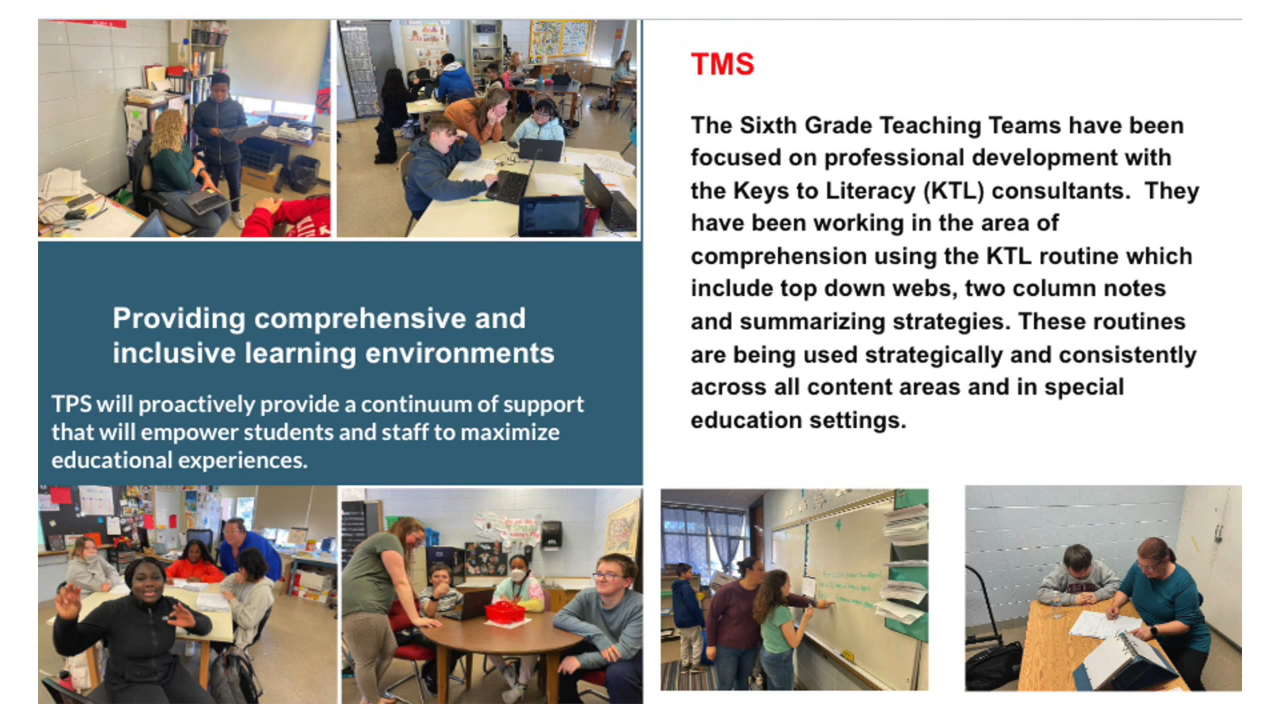 Providing comprehensive and
inclusive learning environments
TPS will proactively provide a continuum of support
that will empower students and staff to maximize
educational experiences.
TMS
The Sixth Grade Teaching Teams have been
focused on professional development with
the Keys to Literacy (KTL) consultants.  They
have been working in the area of
comprehension using the KTL routine which
include top down webs, two column notes
and summarizing strategies. These routines
are being used strategically and consistently
across all content areas and in special
education settings.